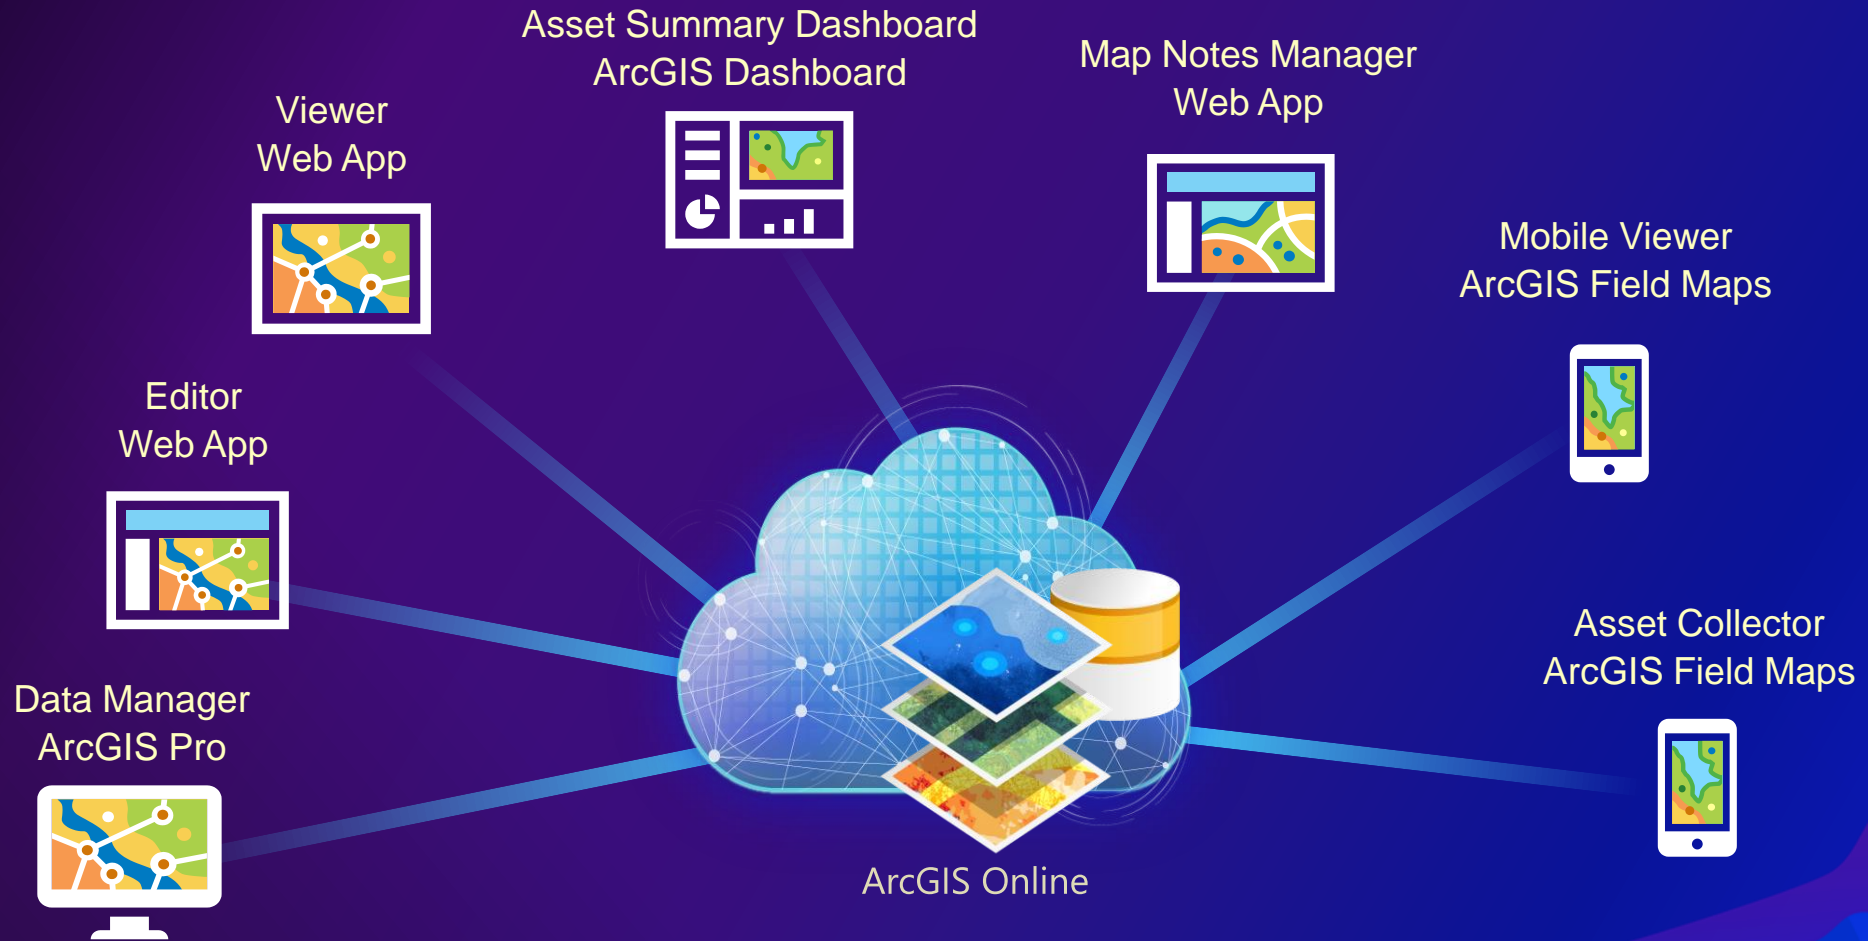 Asset Summary Dashboard
ArcGIS Dashboard
Map Notes Manager
Web App
Viewer
Web App
Mobile Viewer
ArcGIS Field Maps
Editor
Web App
Asset Collector
ArcGIS Field Maps
Data Manager
ArcGIS Pro
ArcGIS Online